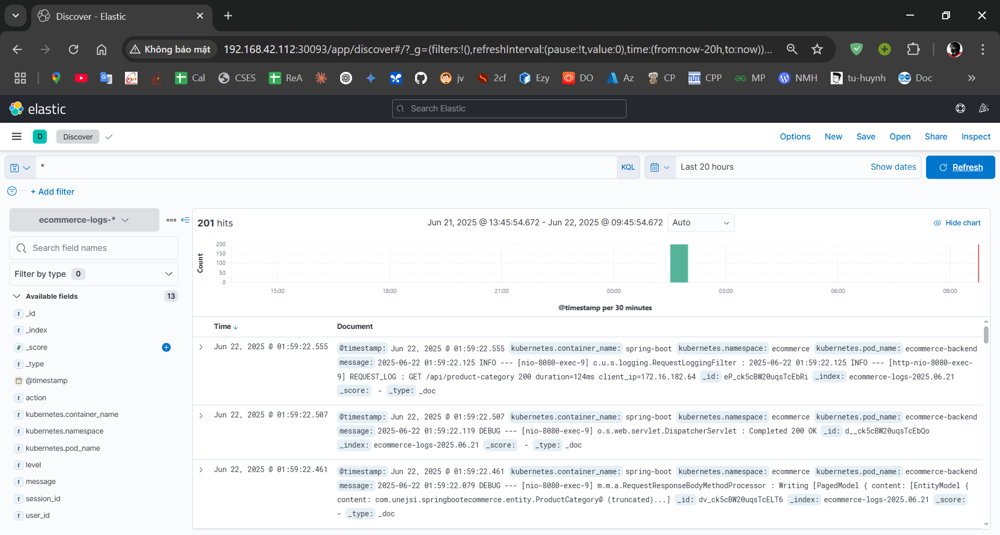 Discover - Elastic
Không bảo mật 192.168.42.112:30093/app/discover#/?_g=(filters:!(),refreshInterval:(pause:!t,value:0),time:(from:now-20h,to:now))...
Cal CSES ReA jv 2cf Ezy DO Az CP CPP MP NMH tu-huynh Doc
elastic Search Elastic
D Discover Options New Save Open Share Inspect
* KQL Last 20 hours Show dates Refresh
+ Add filter
ecommerce-logs-*
201 hits Jun 21, 2025 @ 13:45:54.672 - Jun 22, 2025 @ 09:45:54.672 Auto Hide chart
Search field names
Filter by type 0
Available fields 13
_id
_index
_score
_type
@timestamp
action
kubernetes.container_name
kubernetes.namespace
kubernetes.pod_name
level
message
session_id
user_id
Count
200
150
100
50
0
15:00 18:00 21:00 00:00 03:00 06:00 09:00
@timestamp per 30 minutes
Time Document
Jun 22, 2025 @ 01:59:22.555 @timestamp: Jun 22, 2025 @ 01:59:22.555 kubernetes.container_name: spring-boot kubernetes.namespace: ecommerce kubernetes.pod_name: ecommerce-backend
message: 2025-06-22 01:59:22.125 INFO --- [nio-8080-exec-9] c.u.s.logging.RequestLoggingFilter : 2025-06-22 01:59:22.125 INFO --- [http-nio-8080-exec-
9] REQUEST_LOG : GET /api/product-category 200 duration=124ms client_ip=172.16.182.64 _id: eP_ck5cBW20uqsTcEbRi _index: ecommerce-logs-2025.06.21
_score: - _type: _doc
Jun 22, 2025 @ 01:59:22.507 @timestamp: Jun 22, 2025 @ 01:59:22.507 kubernetes.container_name: spring-boot kubernetes.namespace: ecommerce kubernetes.pod_name: ecommerce-backend
message: 2025-06-22 01:59:22.119 DEBUG --- [nio-8080-exec-9] o.s.web.servlet.DispatcherServlet : Completed 200 OK _id: d__ck5cBW20uqsTcEbQo
_index: ecommerce-logs-2025.06.21 _score: - _type: _doc
Jun 22, 2025 @ 01:59:22.461 @timestamp: Jun 22, 2025 @ 01:59:22.461 kubernetes.container_name: spring-boot kubernetes.namespace: ecommerce kubernetes.pod_name: ecommerce-backend
message: 2025-06-22 01:59:22.079 DEBUG --- [nio-8080-exec-9] m.m.a.RequestResponseBodyMethodProcessor : Writing [PagedModel { content: [EntityModel {
content: com.unejsi.springbootecommerce.entity.ProductCategory@ (truncated)...] _id: dv_ck5cBW20uqsTcELT6 _index: ecommerce-logs-2025.06.21 _score:
- _type: _doc